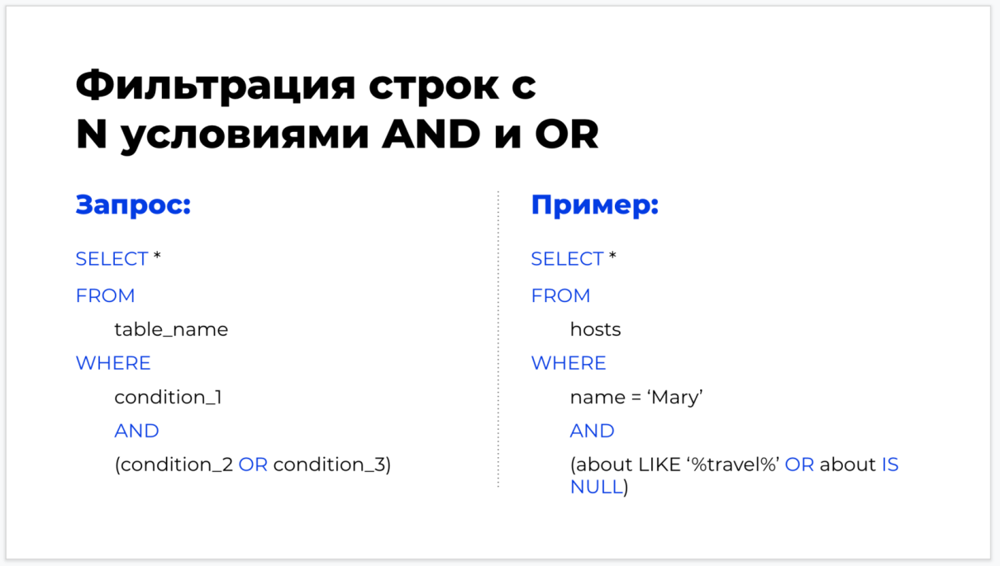 Фильтрация строк с
N условиями AND и OR
Запрос:
SELECT *
FROM
table_name
WHERE
condition_1
AND
(condition_2 OR condition_3)
Пример:
SELECT *
FROM
hosts
WHERE
name = ‘Mary’
AND
(about LIKE ‘%travel%’ OR about IS
NULL)